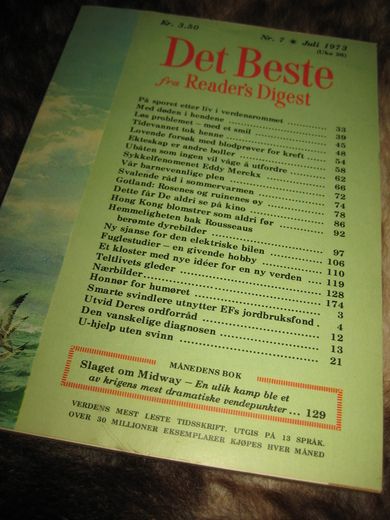 Kr. 3.50
Nr. 7 * Juli 1973
(Uke 26)
Det Beste
fra Reader's Digest
På sporet etter liv i verdensrommet ........ 33
Med døden i hendene ........ 39
Løs problemet – med et smil ........ 45
Tidevannet tok henne ........ 48
Lovende forsøk med blodprøver for kreft ........ 54
Ekteskap er andre boller ........ 58
Ubåten som ingen vil våge å utfordre ........ 62
Sykkelfenomenet Eddy Merckx ........ 66
Vår barnevennlige plen ........ 72
Svalende råd i sommervarmen ........ 74
Gotland: Rosenes og ruinenes øy ........ 78
Dette får De aldri se på kino ........ 86
Hong Kong blomstrer som aldri før ........ 92
Hemmeligheten bak Rousseaus
berømte dyrebilder ........ 97
Ny sjanse for den elektriske bilen ........ 106
Fuglestudier – en givende hobby ........ 110
Et kloster med nye idéer for en ny verden ........ 119
Teltlivets gleder ........ 128
Nærbilder ........ 174
Honnør for humøret ........ 3
Smarte svindlere utnytter EFs jordbruksfond . 4
Utvid Deres ordforråd ........ 12
Den vanskelige diagnosen ........ 13
U-hjelp uten svinn ........ 21
MÅNEDENS BOK
Slaget om Midway – En ulik kamp ble et
av krigens mest dramatiske vendepunkter ... 129
VERDENS MEST LESTE TIDSSKRIFT, UTGIS PÅ 13 SPRÅK.
OVER 30 MILLIONER EKSEMPLARER KJØPES HVER MÅNED